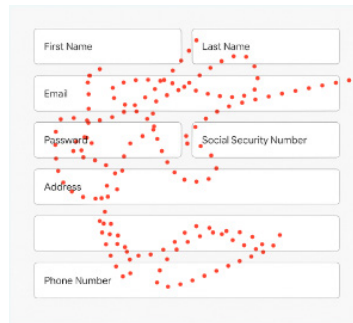 First Name Last Name
Email
Password Social Security Number
Address
Phone Number